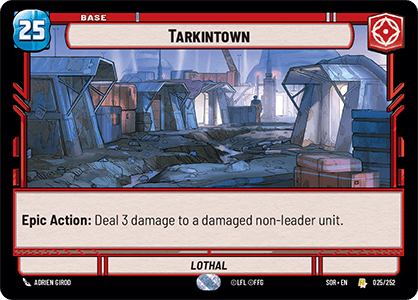 25
BASE
TARKINTOWN
Epic Action: Deal 3 damage to a damaged non-leader unit.
LOTHAL
ADRIEN GIROD
©LFL ©FFG
SOR • EN
025/252